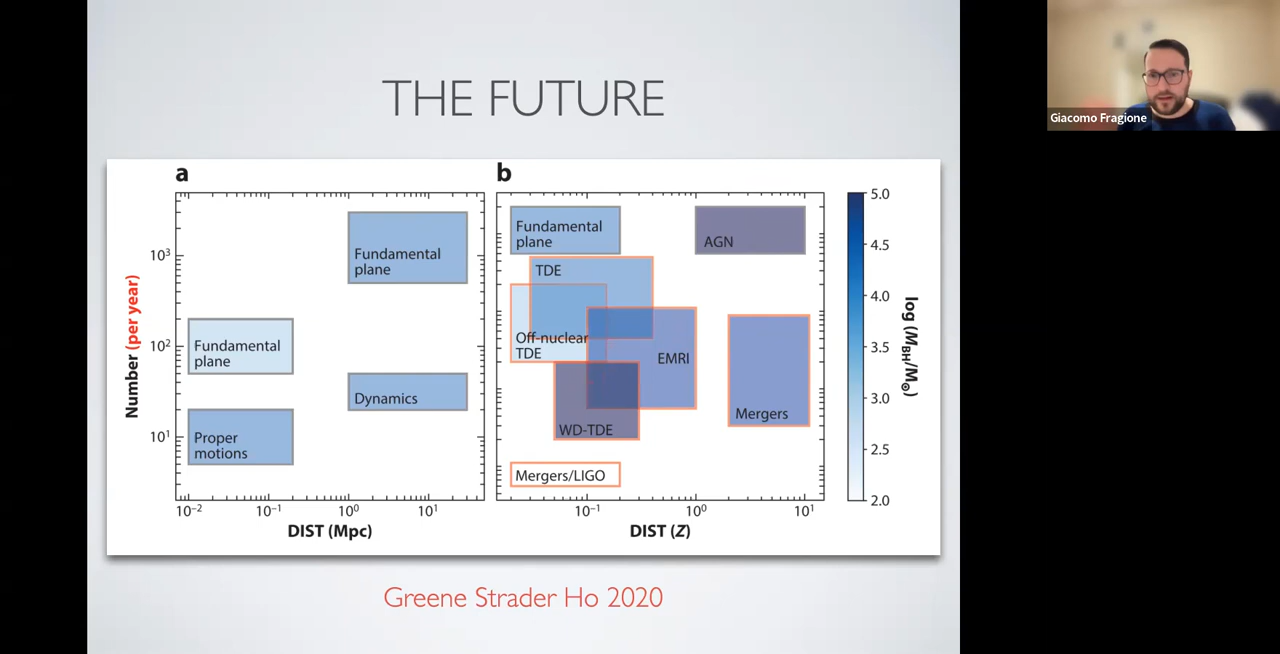 THE FUTURE
Giacomo Fragione
a
b
Number (per year)
10³
10²
10¹
Fundamental
plane
Fundamental
plane
Dynamics
Proper
motions
10⁻²
10⁻¹
10⁰
10¹
DIST (Mpc)
Fundamental
plane
AGN
TDE
Off-nuclear
TDE
EMRI
WD-TDE
Mergers
Mergers/LIGO
10⁻¹
10⁰
10¹
DIST (Z)
5.0
4.5
4.0
3.5
3.0
2.5
2.0
log (M_BH/M_⊙)
Greene Strader Ho 2020